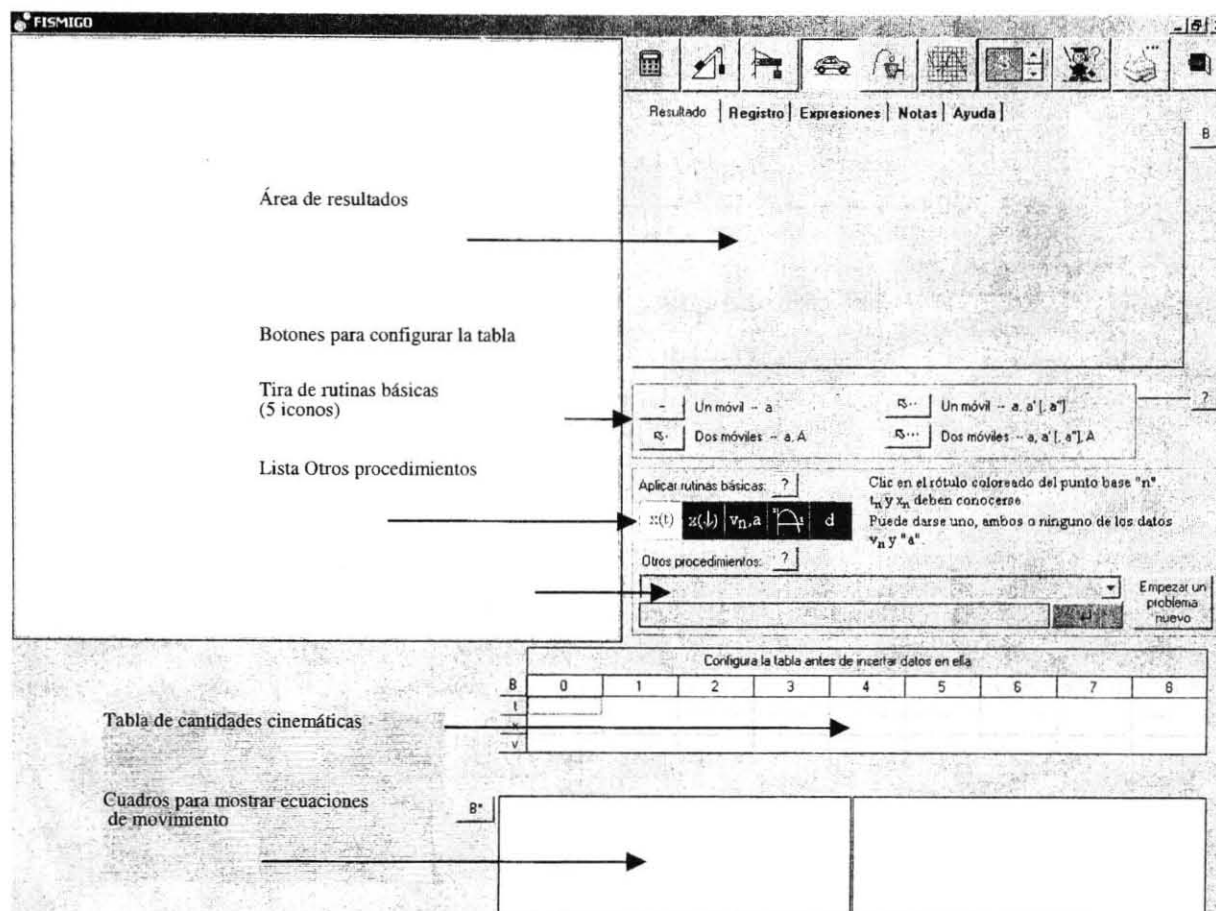 FISMIGO
Resultado Registro Expresiones Notas Ayuda
B
Área de resultados
Botones para configurar la tabla
Tira de rutinas básicas
(5 iconos)
Lista Otros procedimientos
Un móvil -- a
Un móvil -- a, a' [, a"]
?
Dos móviles -- a, A
Dos móviles -- a, a' [, a"], A
Aplicar rutinas básicas: ?
x(t) x(↓) vn,a d
Clic en el rótulo coloreado del punto base "n".
tn y xn deben conocerse
Puede darse uno, ambos o ninguno de los datos
vn y "a".
Otros procedimientos: ?
Empezar un
problema
nuevo
Configura la tabla antes de insertar datos en ella
B 0 1 2 3 4 5 6 7 8
t
x
v
Tabla de cantidades cinemáticas
Cuadros para mostrar ecuaciones
de movimiento
B*